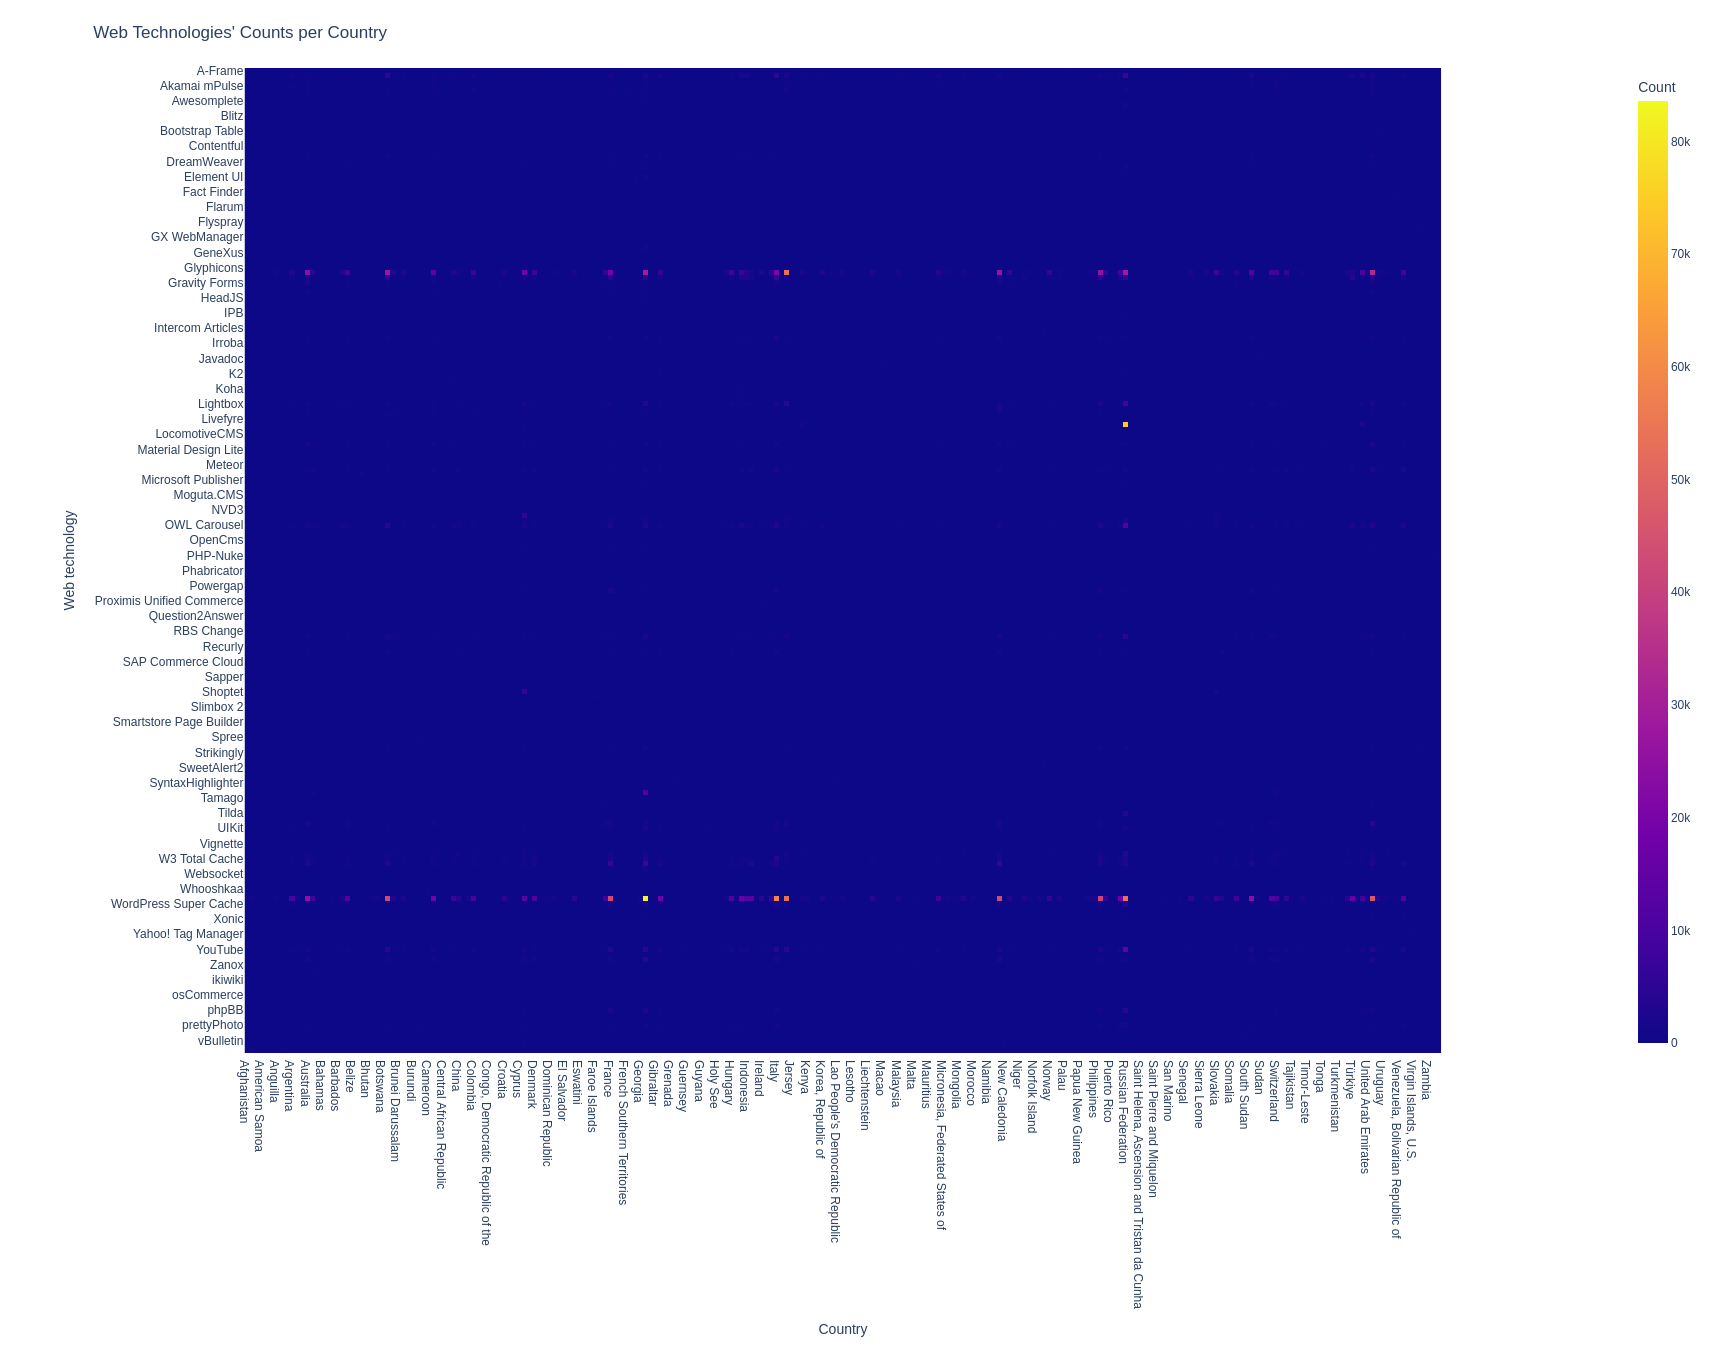 Web Technologies' Counts per Country
A-Frame
Akamai mPulse
Awesomplete
Blitz
Bootstrap Table
Contentful
DreamWeaver
Element UI
Fact Finder
Flarum
Flyspray
GX WebManager
GeneXus
Glyphicons
Gravity Forms
HeadJS
IPB
Intercom Articles
Irroba
Javadoc
K2
Koha
Lightbox
Livefyre
LocomotiveCMS
Material Design Lite
Meteor
Microsoft Publisher
Moguta.CMS
NVD3
OWL Carousel
OpenCms
PHP-Nuke
Phabricator
Powergap
Proximis Unified Commerce
Question2Answer
RBS Change
Recurly
SAP Commerce Cloud
Sapper
Shoptet
Slimbox 2
Smartstore Page Builder
Spree
Strikingly
SweetAlert2
SyntaxHighlighter
Tamago
Tilda
UIKit
Vignette
W3 Total Cache
Websocket
Whooshkaa
WordPress Super Cache
Xonic
Yahoo! Tag Manager
YouTube
Zanox
ikiwiki
osCommerce
phpBB
prettyPhoto
vBulletin
Web technology
Afghanistan
American Samoa
Anguilla
Argentina
Australia
Bahamas
Barbados
Belize
Bhutan
Botswana
Brunei Darussalam
Burundi
Cameroon
Central African Republic
China
Colombia
Congo, Democratic Republic of the
Croatia
Cyprus
Denmark
Dominican Republic
El Salvador
Eswatini
Faroe Islands
France
French Southern Territories
Georgia
Gibraltar
Grenada
Guernsey
Guyana
Holy See
Hungary
Indonesia
Ireland
Italy
Jersey
Kenya
Korea, Republic of
Lao People's Democratic Republic
Lesotho
Liechtenstein
Macao
Malaysia
Malta
Mauritius
Micronesia, Federated States of
Mongolia
Morocco
Namibia
New Caledonia
Niger
Norfolk Island
Norway
Palau
Papua New Guinea
Philippines
Puerto Rico
Russian Federation
Saint Helena, Ascension and Tristan da Cunha
Saint Pierre and Miquelon
San Marino
Senegal
Sierra Leone
Slovakia
Somalia
South Sudan
Sudan
Switzerland
Tajikistan
Timor-Leste
Tonga
Turkmenistan
Türkiye
United Arab Emirates
Uruguay
Venezuela, Bolivarian Republic of
Virgin Islands, U.S.
Zambia
Country
Count
80k
70k
60k
50k
40k
30k
20k
10k
0